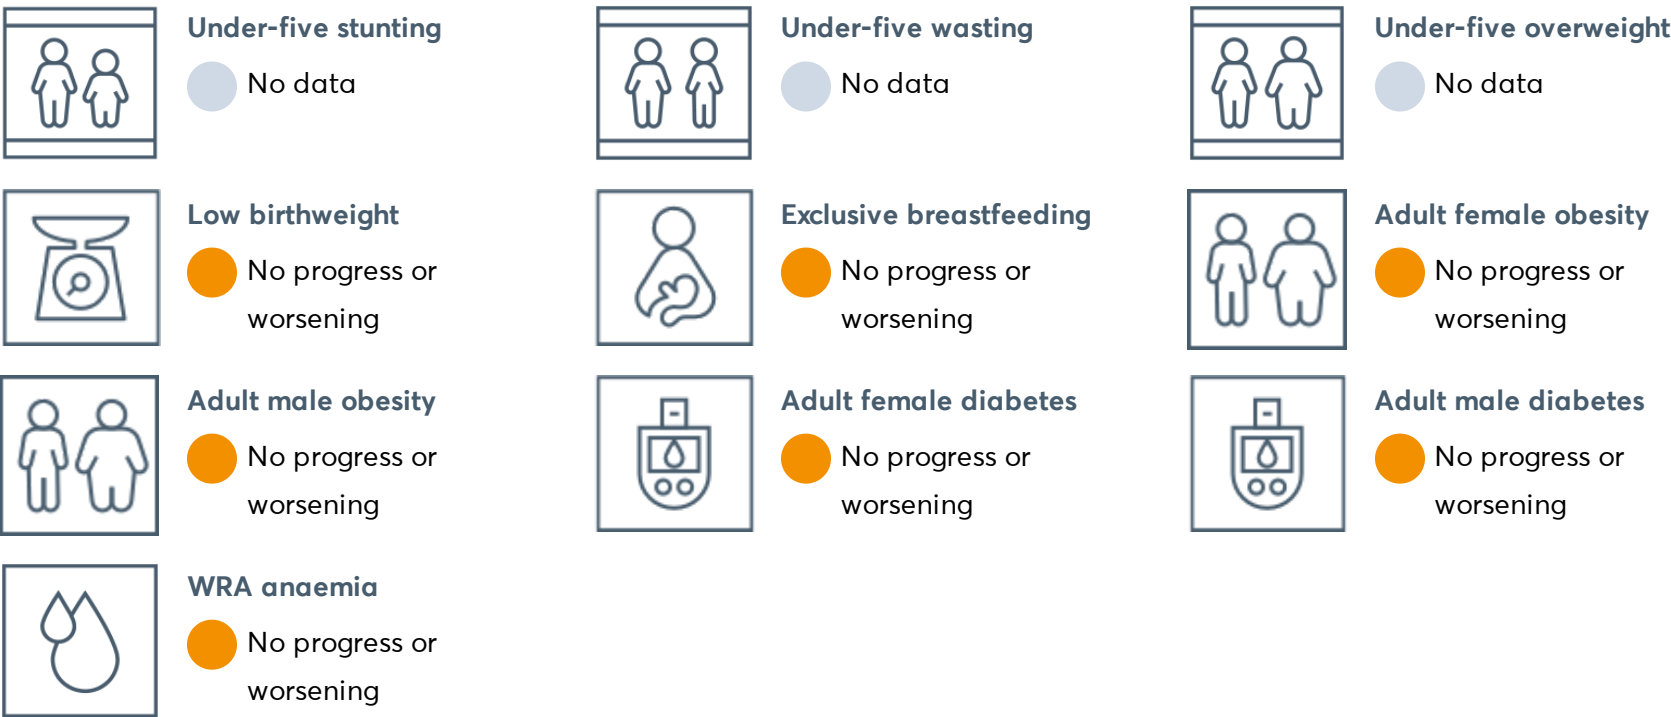 Under-five stunting
No data
Under-five wasting
No data
Under-five overweight
No data
Low birthweight
No progress or
worsening
Exclusive breastfeeding
No progress or
worsening
Adult female obesity
No progress or
worsening
Adult male obesity
No progress or
worsening
Adult female diabetes
No progress or
worsening
Adult male diabetes
No progress or
worsening
WRA anaemia
No progress or
worsening